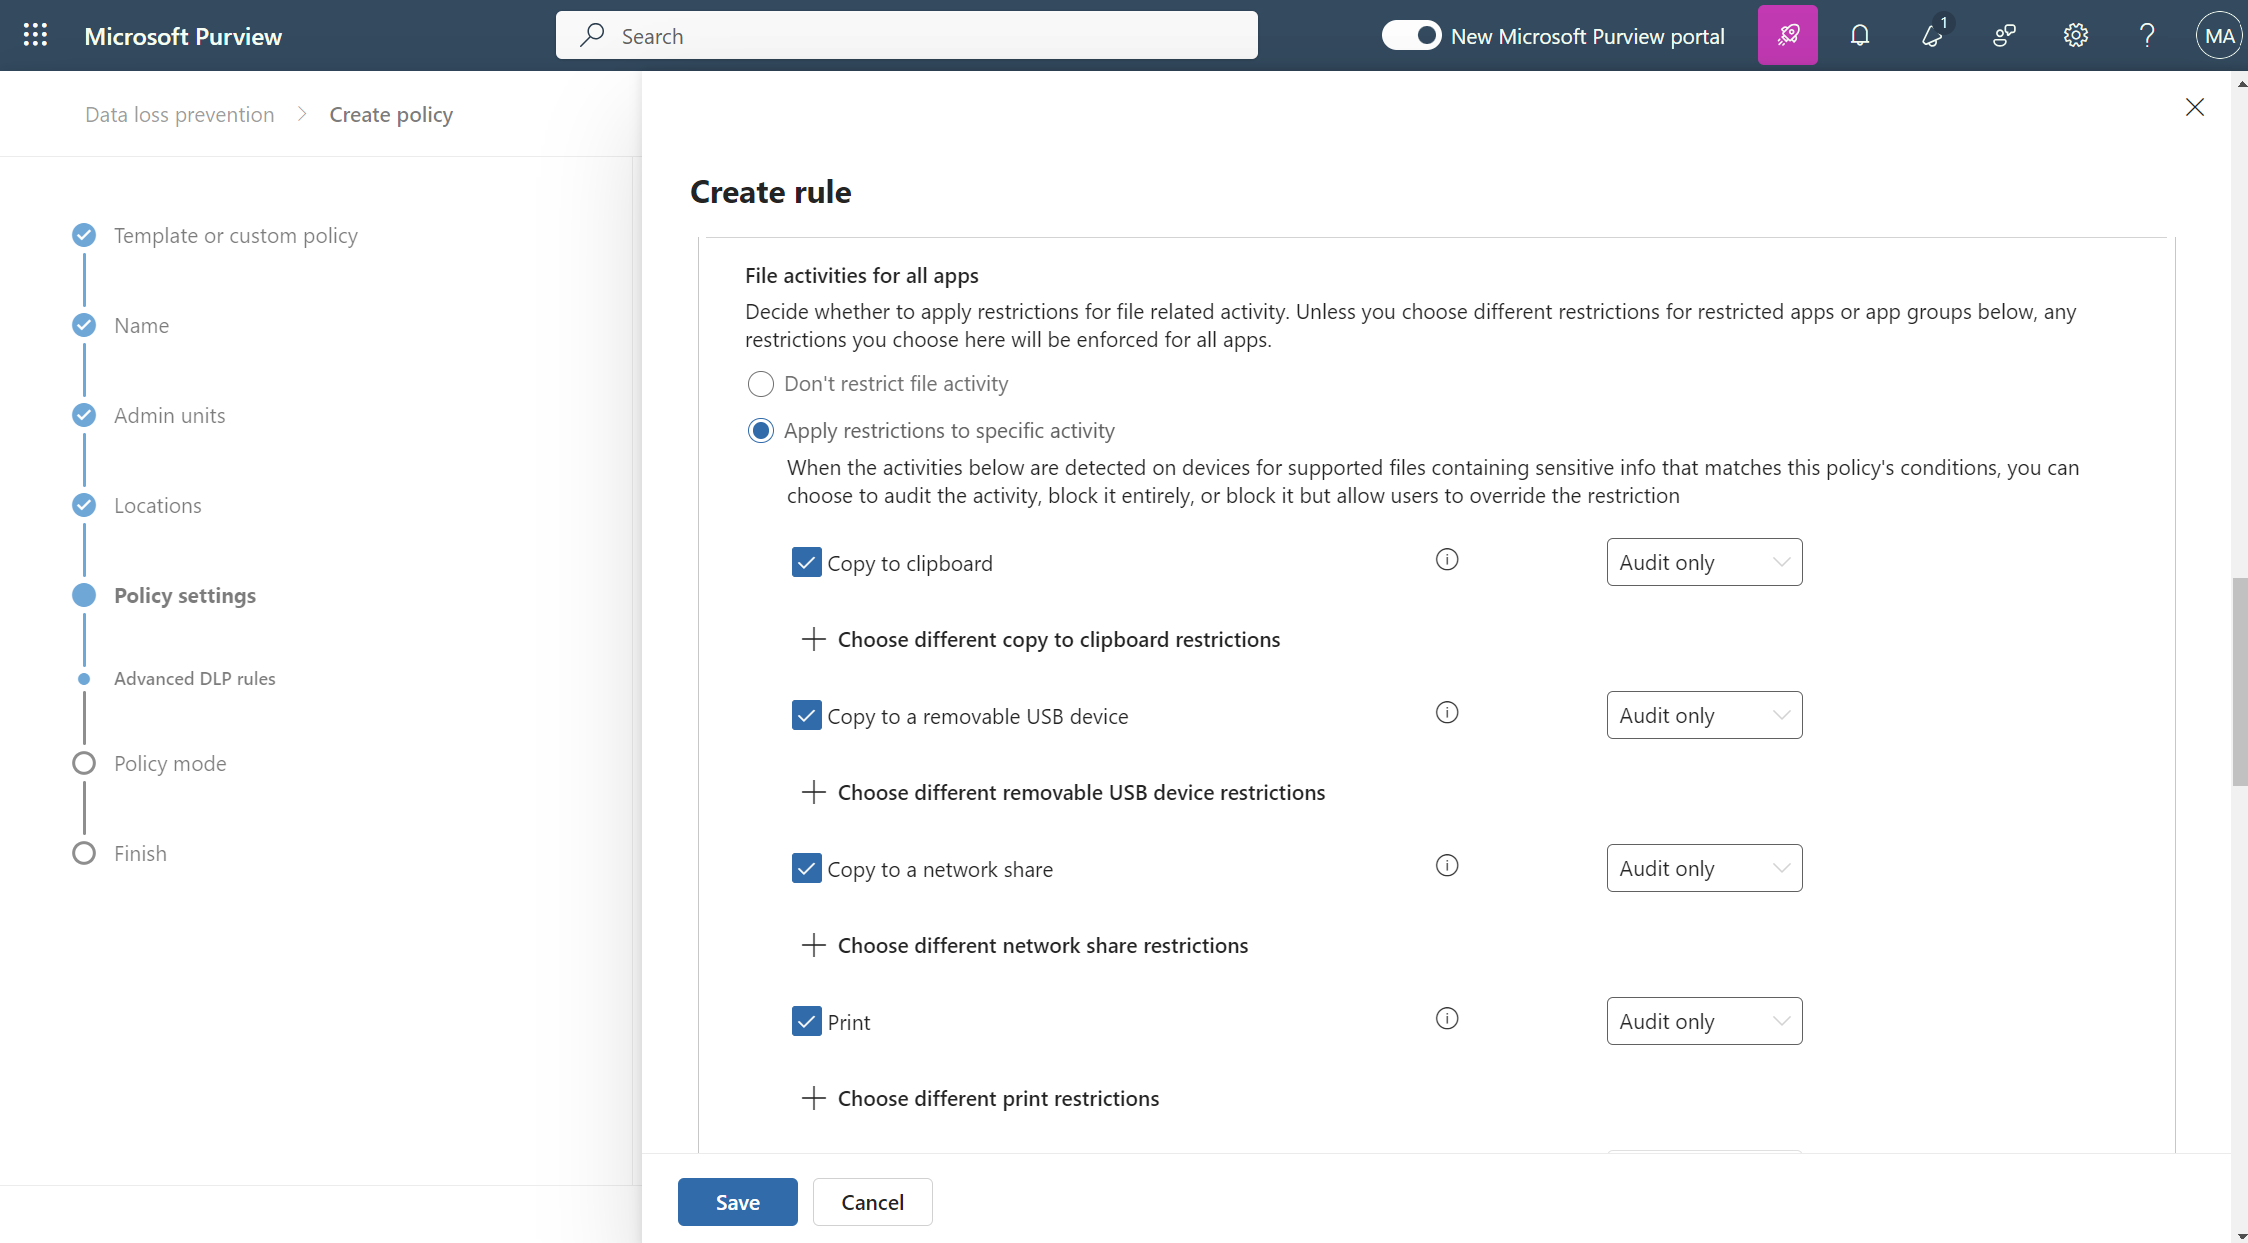 Microsoft Purview
Search
New Microsoft Purview portal
1
MA
Data loss prevention
Create policy
Template or custom policy
Name
Admin units
Locations
Policy settings
Advanced DLP rules
Policy mode
Finish
Create rule
File activities for all apps
Decide whether to apply restrictions for file related activity. Unless you choose different restrictions for restricted apps or app groups below, any
restrictions you choose here will be enforced for all apps.
Don't restrict file activity
Apply restrictions to specific activity
When the activities below are detected on devices for supported files containing sensitive info that matches this policy's conditions, you can
choose to audit the activity, block it entirely, or block it but allow users to override the restriction
Copy to clipboard
Audit only
Choose different copy to clipboard restrictions
Copy to a removable USB device
Audit only
Choose different removable USB device restrictions
Copy to a network share
Audit only
Choose different network share restrictions
Print
Audit only
Choose different print restrictions
Save
Cancel